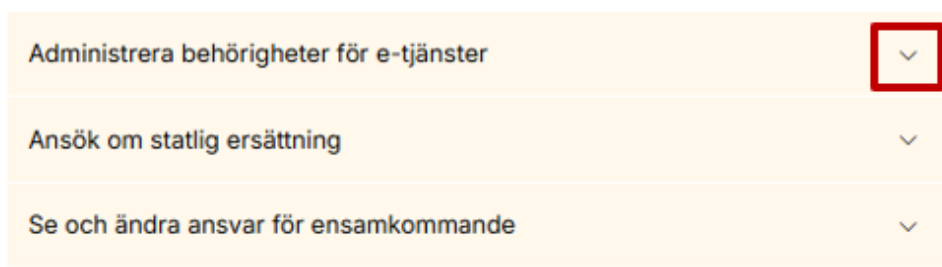 Administrera behörigheter för e-tjänster
Ansök om statlig ersättning
Se och ändra ansvar för ensamkommande